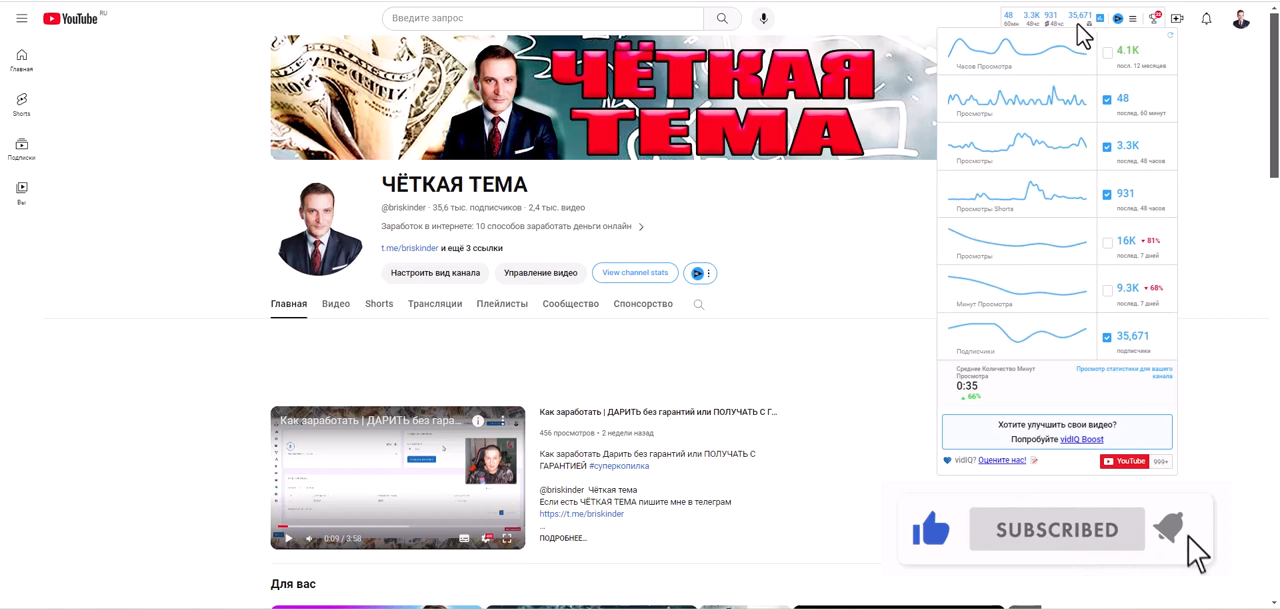 YouTube RU
Введите запрос
48 3.3K 931 35,671
60мин 48чс 48чс
Главная
Shorts
Подписки
Вы
ЧЁТКАЯ
ТЕМА
ЧЁТКАЯ ТЕМА
@briskinder · 35,6 тыс. подписчиков · 2,4 тыс. видео
Заработок в интернете: 10 способов заработать деньги онлайн
t.me/briskinder и ещё 3 ссылки
Настроить вид канала
Управление видео
View channel stats
Главная Видео Shorts Трансляции Плейлисты Сообщество Спонсорство
Как заработать | ДАРИТЬ без гара...
0:09 / 3:58
Как заработать | ДАРИТЬ без гарантий или ПОЛУЧАТЬ С Г...
456 просмотров • 2 недели назад
Как заработать Дарить без гарантий или ПОЛУЧАТЬ С
ГАРАНТИЕЙ #суперкопилка
@briskinder Чёткая тема
Если есть ЧЁТКАЯ ТЕМА пишите мне в телеграм
https://t.me/briskinder
...
ПОДРОБНЕЕ...
Для вас
Часов Просмотра
4.1K
посл. 12 месяцев
Просмотры
48
послед. 60 минут
Просмотры
3.3K
послед. 48 часов
Просмотры Shorts
931
послед. 48 часов
Просмотры
16K ▼ 81%
послед. 7 дней
Минут Просмотра
9.3K ▼ 68%
послед. 7 дней
Подписчики
35,671
подписчики
Среднее Количество Минут
Просмотра
0:35
▲ 66%
Просмотр статистики для вашего
канала
Хотите улучшить свои видео?
Попробуйте vidIQ Boost
vidIQ? Оцените нас!
YouTube 999+
SUBSCRIBED